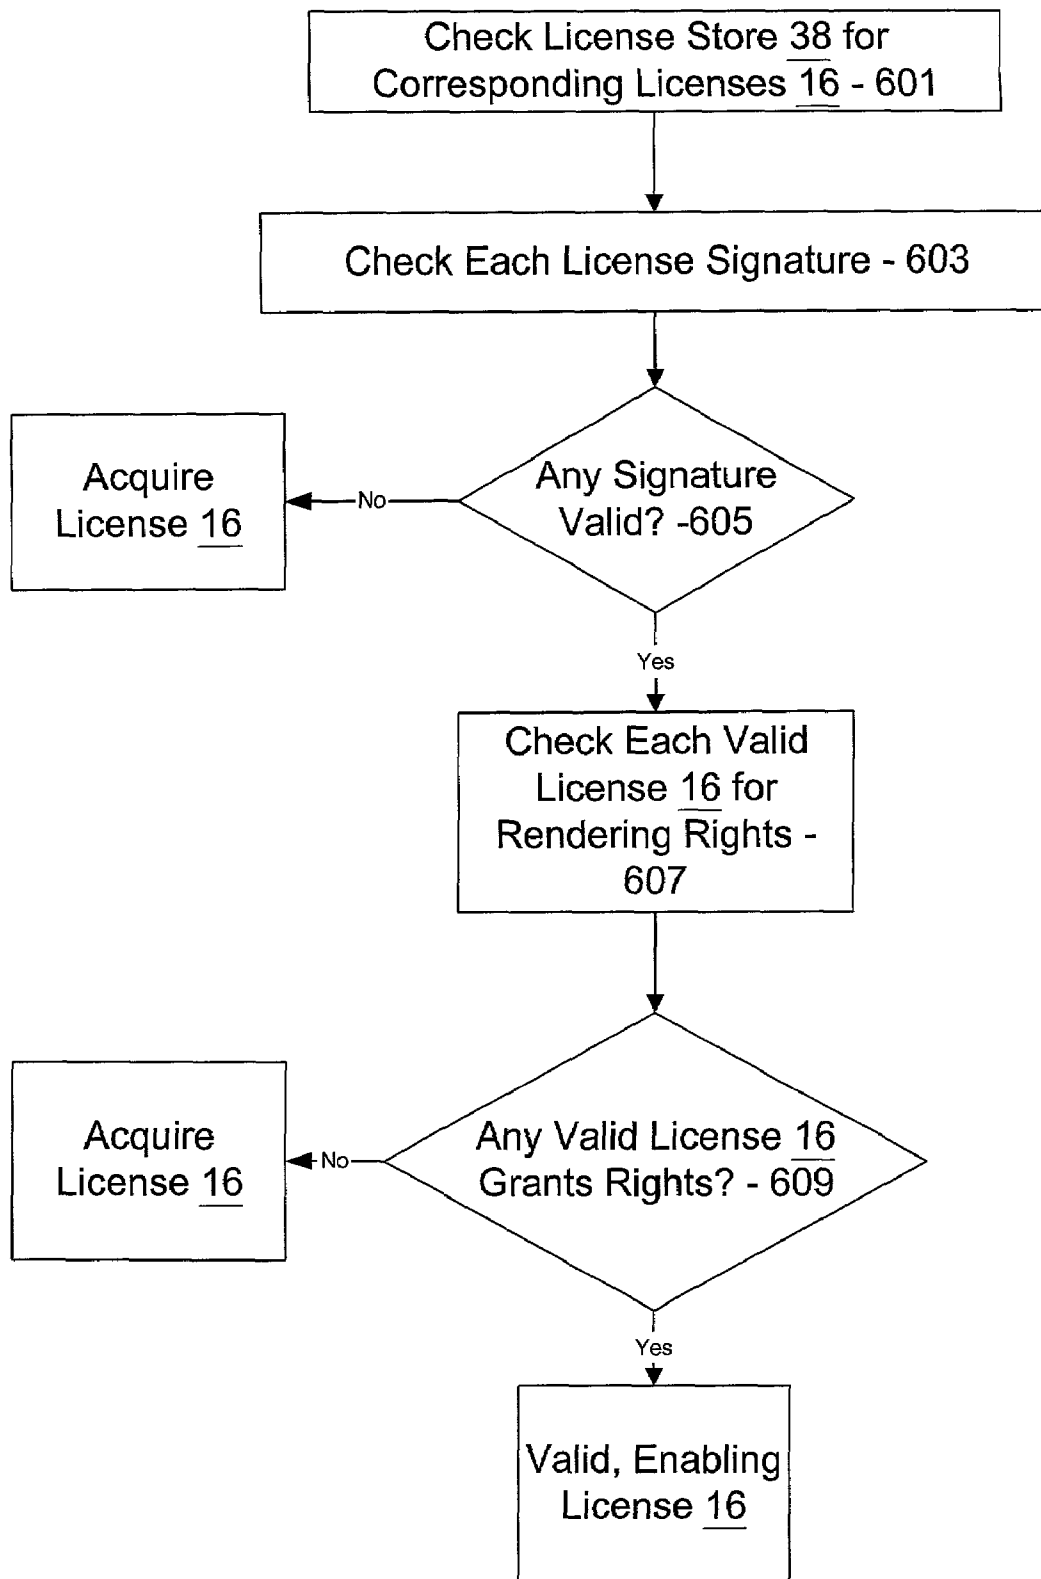 Check License Store 38 for
Corresponding Licenses 16 - 601
Check Each License Signature - 603
Any Signature
Valid? -605
No
Acquire
License 16
Yes
Check Each Valid
License 16 for
Rendering Rights -
607
Any Valid License 16
Grants Rights? - 609
No
Acquire
License 16
Yes
Valid, Enabling
License 16